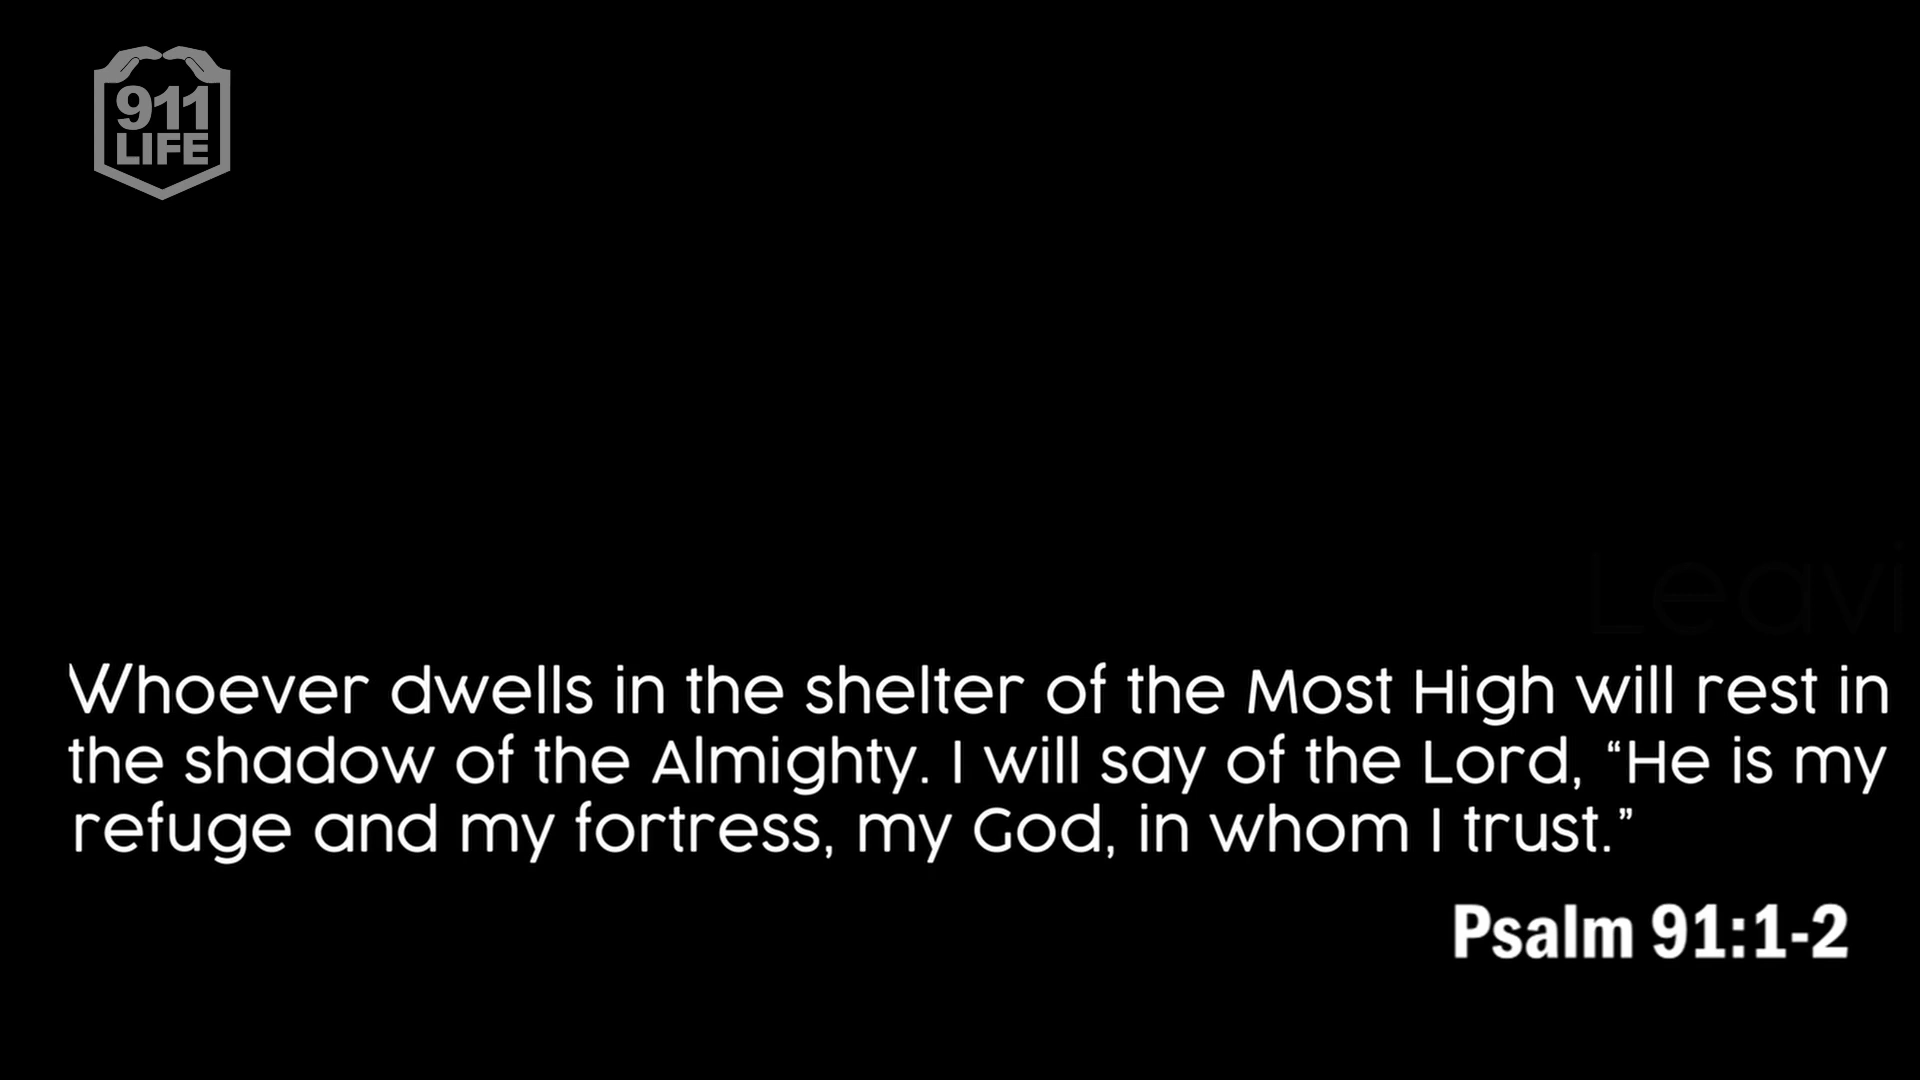 911
LIFE
Leavi
Whoever dwells in the shelter of the Most High will rest in
the shadow of the Almighty. I will say of the Lord, “He is my
refuge and my fortress, my God, in whom I trust.”
Psalm 91:1-2